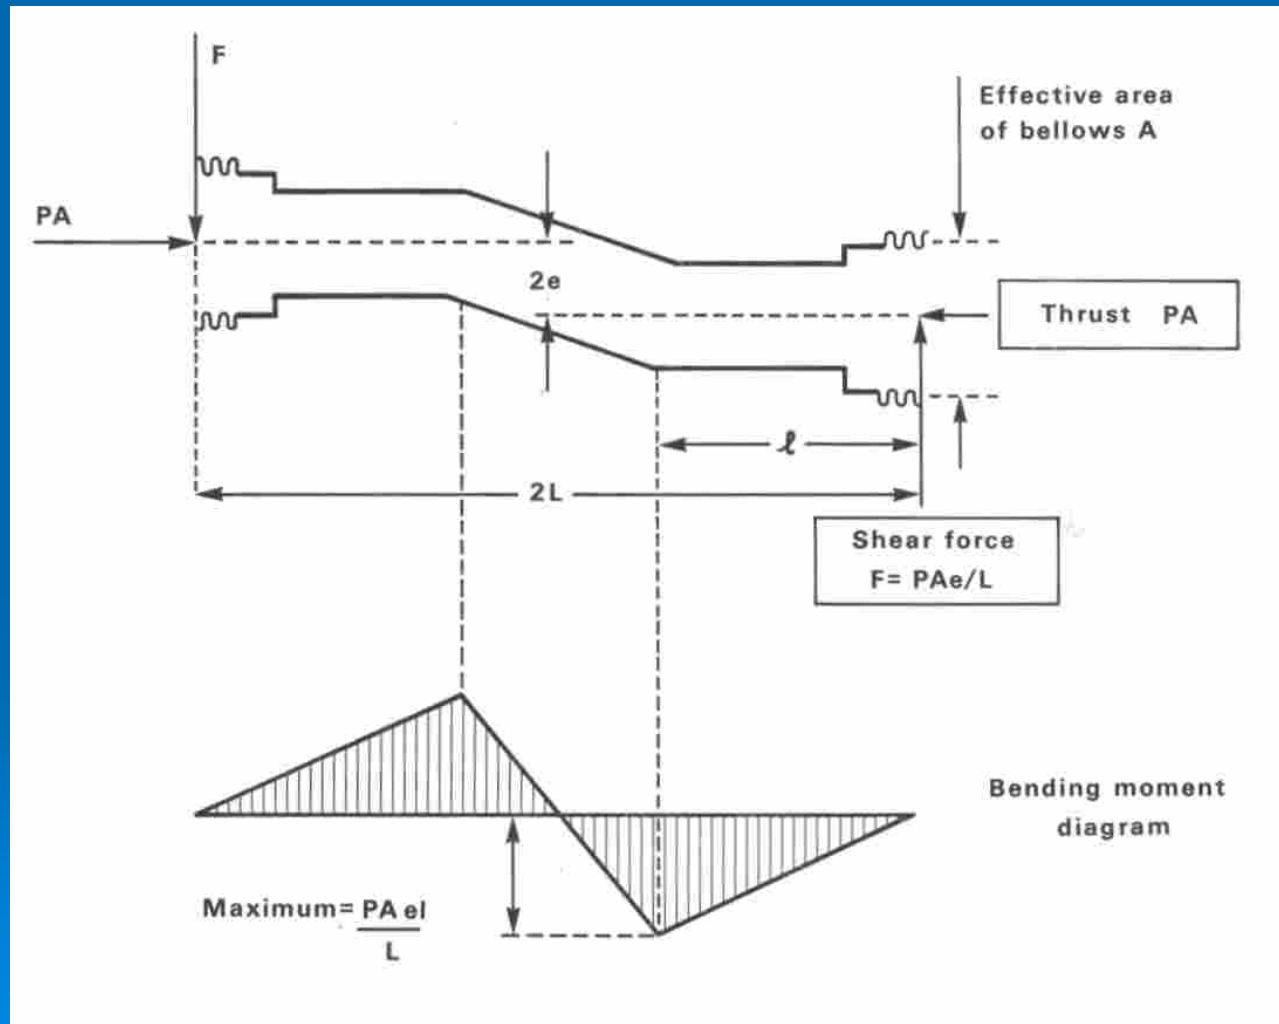 F
Effective area
of bellows A
PA
2e
Thrust PA
ℓ
2L
Shear force
F= PAe/L
Bending moment
diagram
Maximum= PA el
L